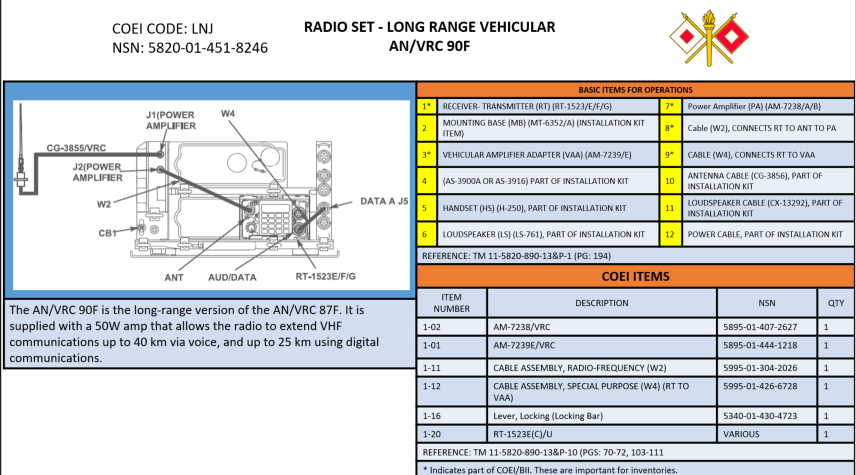 COEI CODE: LNJ
NSN: 5820-01-451-8246
RADIO SET - LONG RANGE VEHICULAR
AN/VRC 90F
J1(POWER
AMPLIFIER
W4
CG-3855/VRC
J2(POWER
AMPLIFIER
W2
DATA A J5
CB1
ANT
AUD/DATA
RT-1523E/F/G
The AN/VRC 90F is the long-range version of the AN/VRC 87F. It is
supplied with a 50W amp that allows the radio to extend VHF
communications up to 40 km via voice, and up to 25 km using digital
communications.
BASIC ITEMS FOR OPERATIONS
1* RECEIVER- TRANSMITTER (RT) (RT-1523/E/F/G) 7* Power Amplifier (PA) (AM-7238/A/B)
2 MOUNTING BASE (MB) (MT-6352/A) (INSTALLATION KIT
ITEM)
8* Cable (W2), CONNECTS RT TO ANT TO PA
3* VEHICULAR AMPLIFIER ADAPTER (VAA) (AM-7239/E) 9* CABLE (W4), CONNECTS RT TO VAA
4 (AS-3900A OR AS-3916) PART OF INSTALLATION KIT
10 ANTENNA CABLE (CG-3856), PART OF
INSTALLATION KIT
5 HANDSET (HS) (H-250), PART OF INSTALLATION KIT
11 LOUDSPEAKER CABLE (CX-13292), PART OF
INSTALLATION KIT
6 LOUDSPEAKER (LS) (LS-761), PART OF INSTALLATION KIT 12 POWER CABLE, PART OF INSTALLATION KIT
REFERENCE: TM 11-5820-890-13&P-1 (PG: 194)
COEI ITEMS
ITEM
NUMBER
DESCRIPTION NSN QTY
1-02 AM-7238/VRC 5895-01-407-2627 1
1-01 AM-7239E/VRC 5895-01-444-1218 1
1-11 CABLE ASSEMBLY, RADIO-FREQUENCY (W2) 5995-01-304-2026 1
1-12 CABLE ASSEMBLY, SPECIAL PURPOSE (W4) (RT TO
VAA)
5995-01-426-6728 1
1-16 Lever, Locking (Locking Bar) 5340-01-430-4723 1
1-20 RT-1523E(C)/U VARIOUS 1
REFERENCE: TM 11-5820-890-13&P-10 (PGS: 70-72, 103-111
* Indicates part of COEI/BII. These are important for inventories.